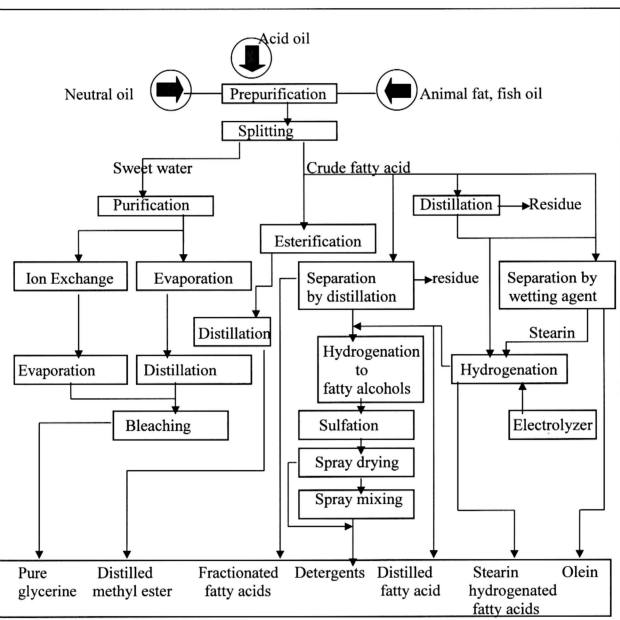 Acid oil
Neutral oil
Prepurification
Animal fat, fish oil
Splitting
Sweet water
Crude fatty acid
Purification
Distillation
Residue
Esterification
Ion Exchange
Evaporation
Separation
by distillation
residue
Separation by
wetting agent
Distillation
Stearin
Hydrogenation
to
fatty alcohols
Evaporation
Distillation
Hydrogenation
Bleaching
Sulfation
Electrolyzer
Spray drying
Spray mixing
Pure
glycerine
Distilled
methyl ester
Fractionated
fatty acids
Detergents
Distilled
fatty acid
Stearin
hydrogenated
fatty acids
Olein